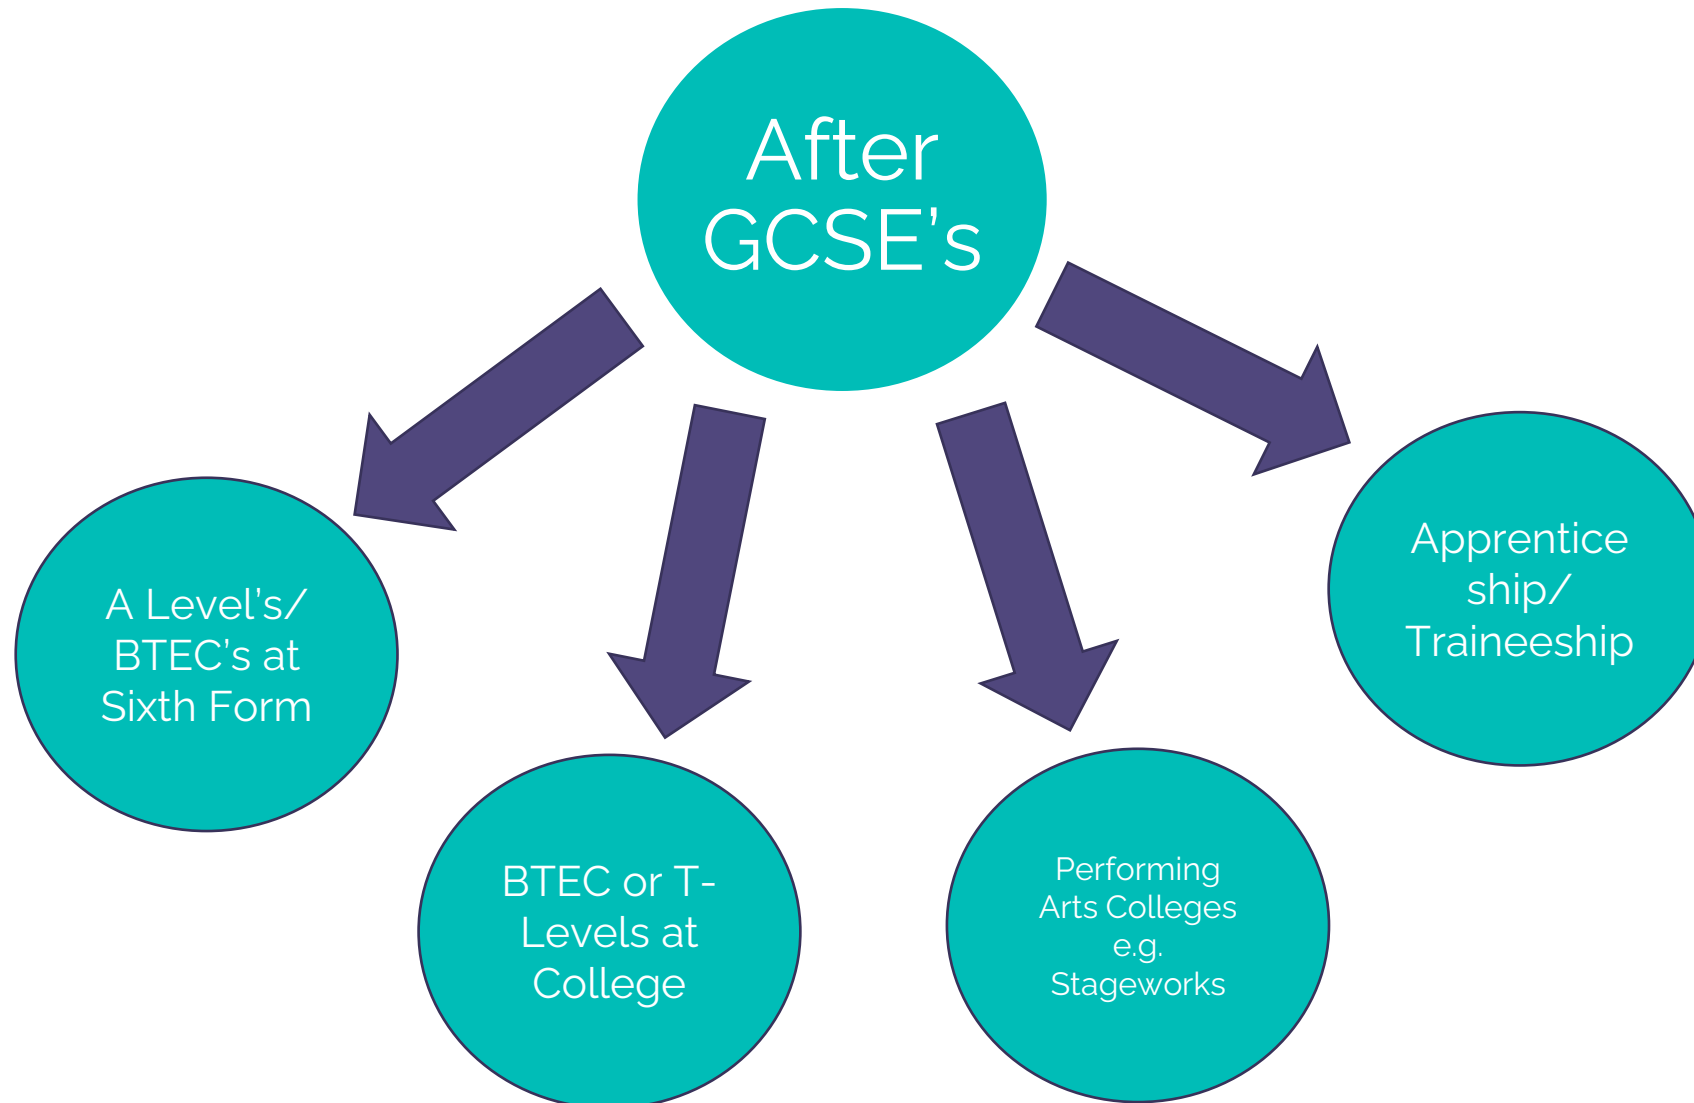 After
GCSE’s
A Level’s/
BTEC’s at
Sixth Form
BTEC or T-
Levels at
College
Performing
Arts Colleges
e.g.
Stageworks
Apprentice
ship/
Traineeship